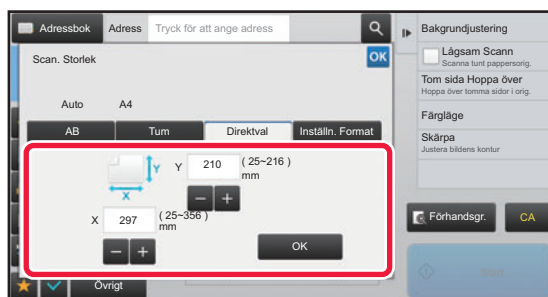 Adressbok Adress Tryck för att ange adress
Scan. Storlek OK
Auto A4
AB Tum Direktval Inställn. Format
Y Y 210 ( 25~216 )
mm
X
X 297 ( 25~356 )
mm
OK
Övrigt
Bakgrundjustering
Lågsam Scann
Scanna tunt pappersorig.
Tom sida Hoppa över
Hoppa över tomma sidor i orig.
Färgläge
Skärpa
Justera bildens kontur
Förhandsgr. CA
Start